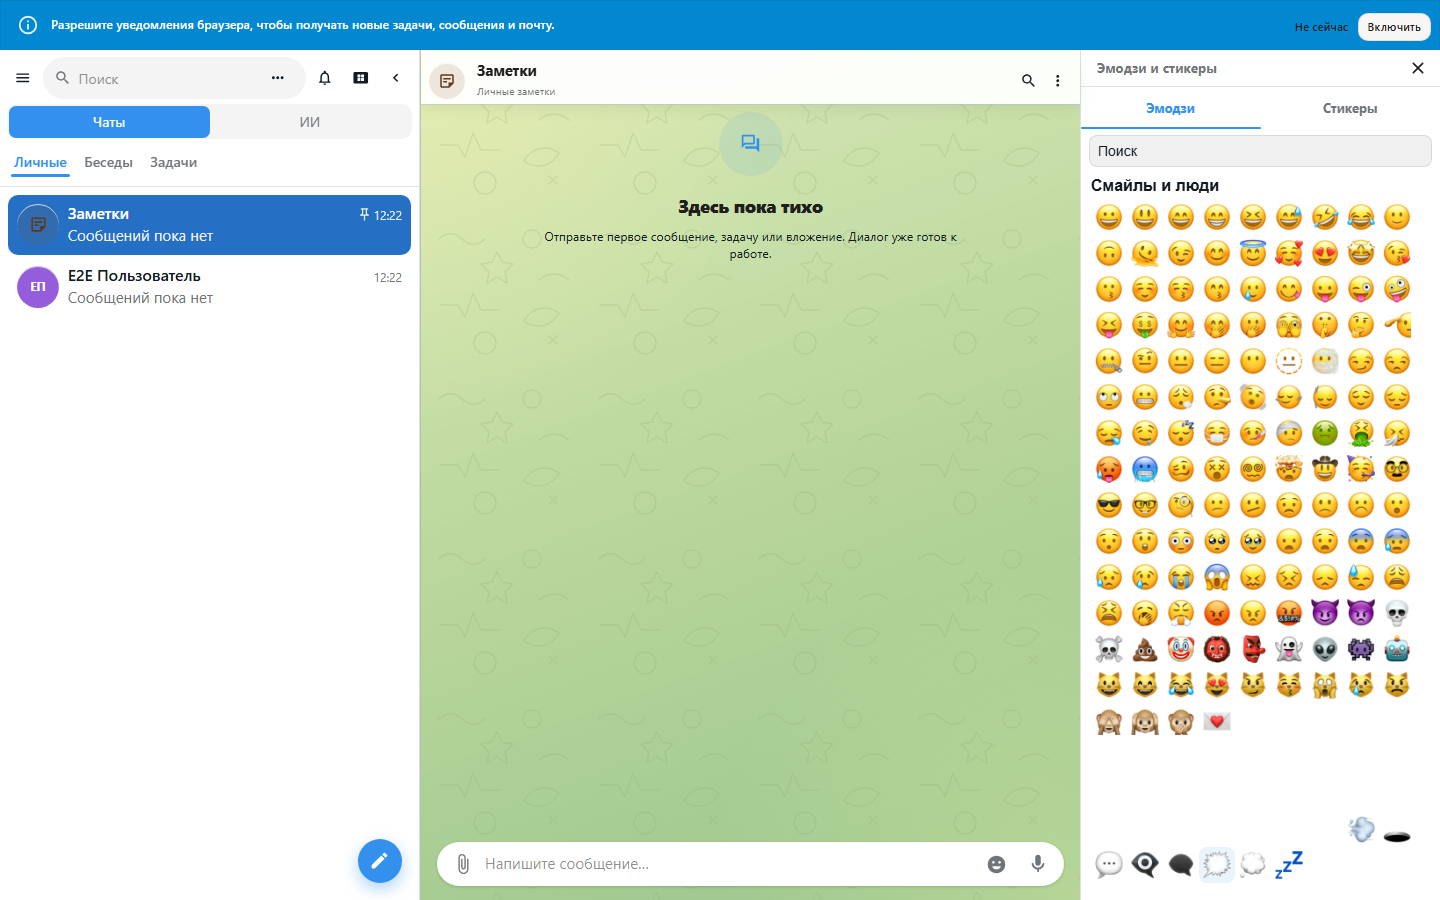 Разрешите уведомления браузера, чтобы получать новые задачи, сообщения и почту.
Не сейчас
Включить
Поиск
Чаты
ИИ
Личные
Беседы
Задачи
Заметки
12:22
Сообщений пока нет
ЕП
E2E Пользователь
12:22
Сообщений пока нет
Заметки
Личные заметки
Здесь пока тихо
Отправьте первое сообщение, задачу или вложение. Диалог уже готов к
работе.
Напишите сообщение...
Эмодзи и стикеры
Эмодзи
Стикеры
Поиск
Смайлы и люди